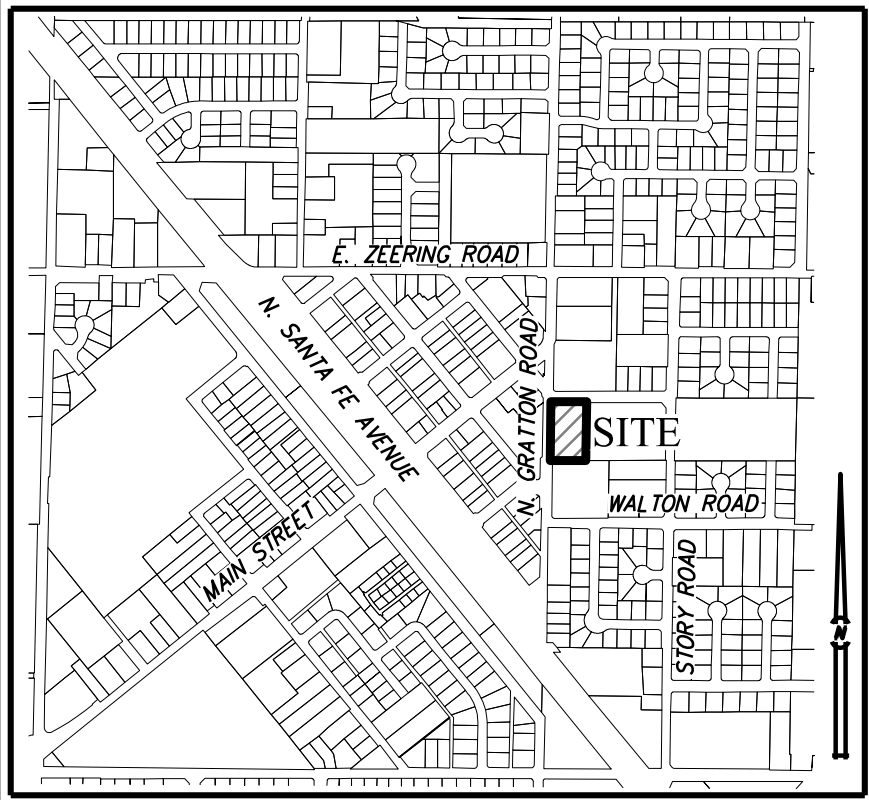 E. ZEERING ROAD
N. SANTA FE AVENUE
N. GRATTON ROAD
SITE
WALTON ROAD
MAIN STREET
STORY ROAD
N